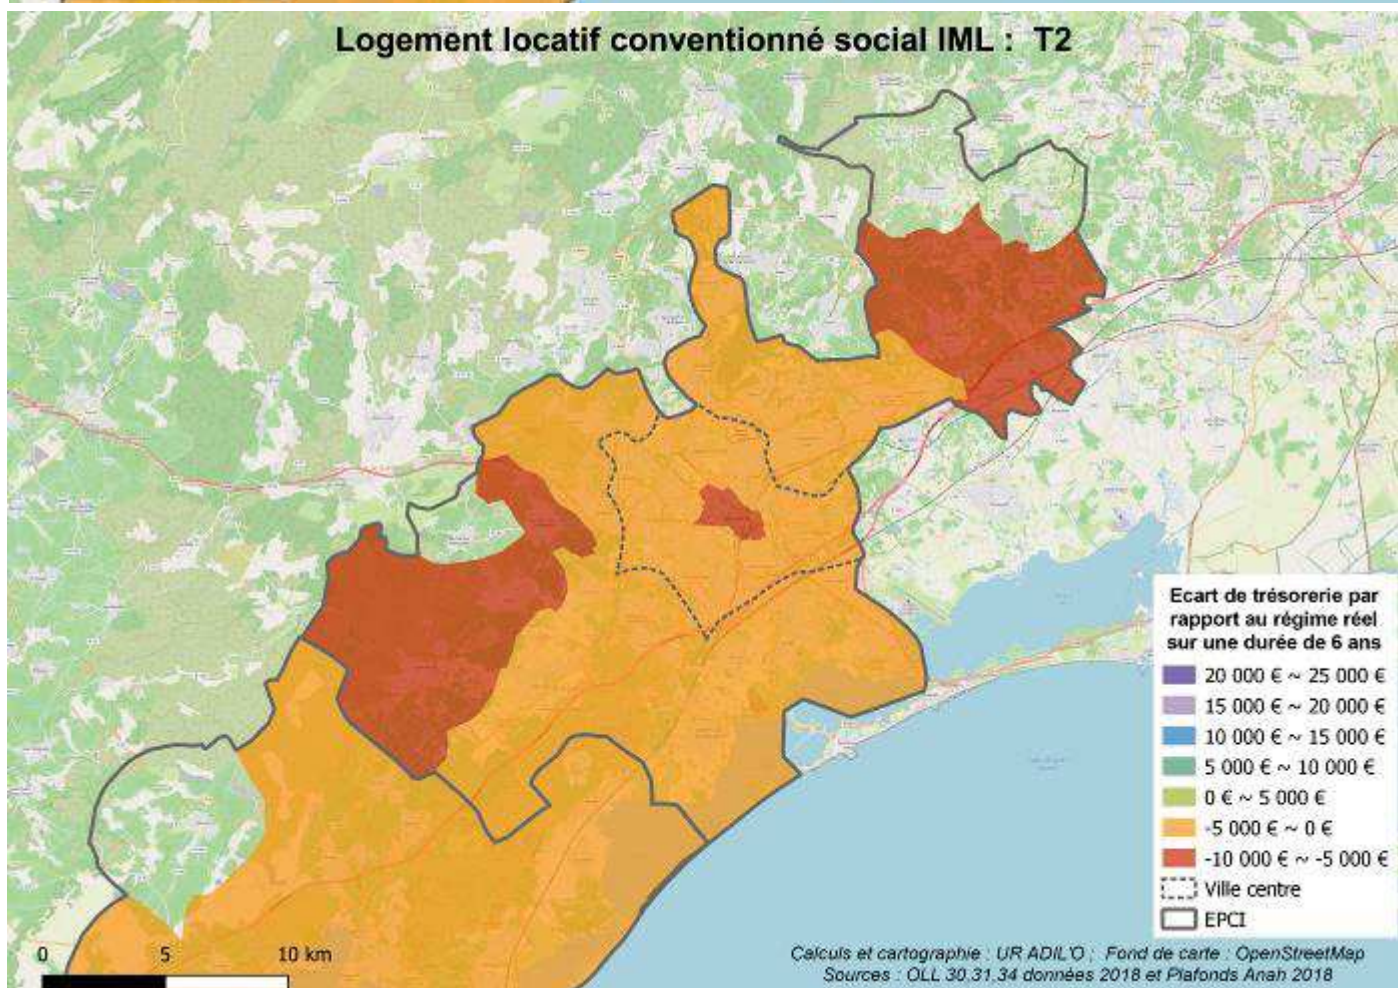 Logement locatif conventionné social IML : T2
Ecart de trésorerie par
rapport au régime réel
sur une durée de 6 ans
20 000 € ~ 25 000 €
15 000 € ~ 20 000 €
10 000 € ~ 15 000 €
5 000 € ~ 10 000 €
0 € ~ 5 000 €
-5 000 € ~ 0 €
-10 000 € ~ -5 000 €
Ville centre
EPCI
0 5 10 km
Calculs et cartographie : UR ADIL'O ; Fond de carte : OpenStreetMap
Sources : OLL 30,31,34 données 2018 et Plafonds Anah 2018